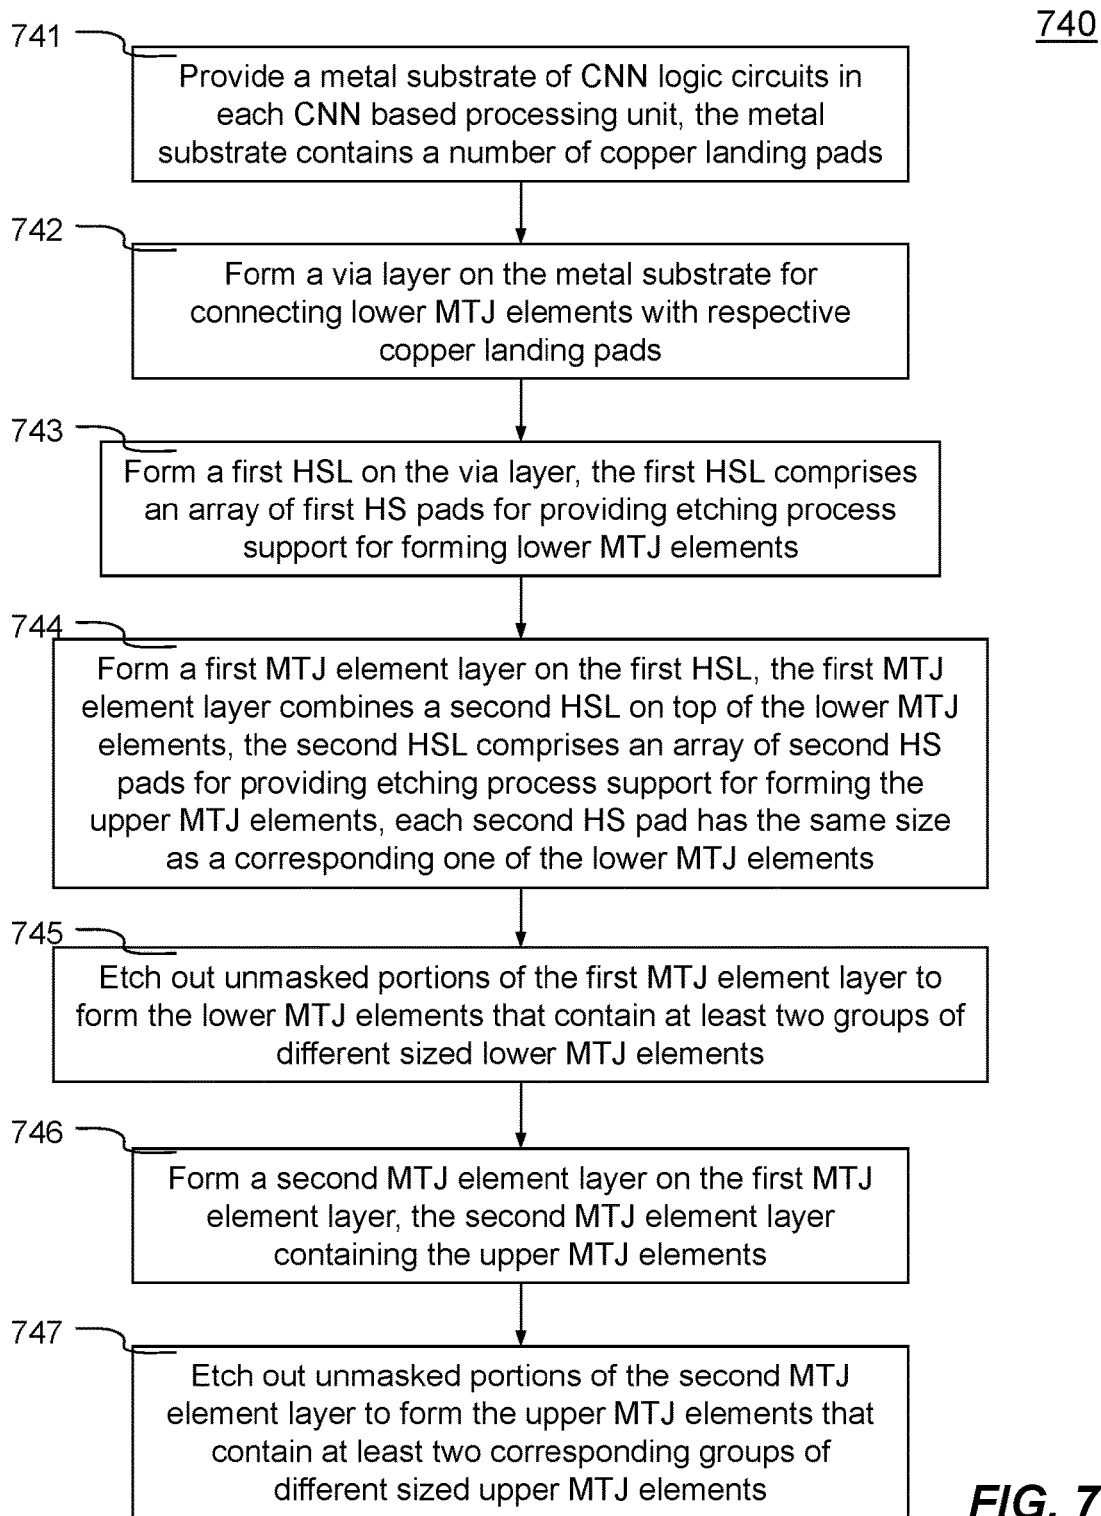 740
741
Provide a metal substrate of CNN logic circuits in
each CNN based processing unit, the metal
substrate contains a number of copper landing pads
742
Form a via layer on the metal substrate for
connecting lower MTJ elements with respective
copper landing pads
743
Form a first HSL on the via layer, the first HSL comprises
an array of first HS pads for providing etching process
support for forming lower MTJ elements
744
Form a first MTJ element layer on the first HSL, the first MTJ
element layer combines a second HSL on top of the lower MTJ
elements, the second HSL comprises an array of second HS
pads for providing etching process support for forming the
upper MTJ elements, each second HS pad has the same size
as a corresponding one of the lower MTJ elements
745
Etch out unmasked portions of the first MTJ element layer to
form the lower MTJ elements that contain at least two groups of
different sized lower MTJ elements
746
Form a second MTJ element layer on the first MTJ
element layer, the second MTJ element layer
containing the upper MTJ elements
747
Etch out unmasked portions of the second MTJ
element layer to form the upper MTJ elements that
contain at least two corresponding groups of
different sized upper MTJ elements
FIG. 7